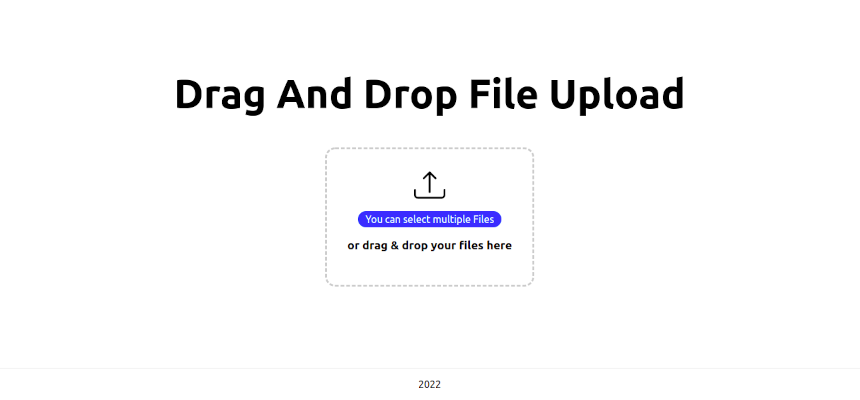 Drag And Drop File Upload
You can select multiple Files
or drag & drop your files here
2022